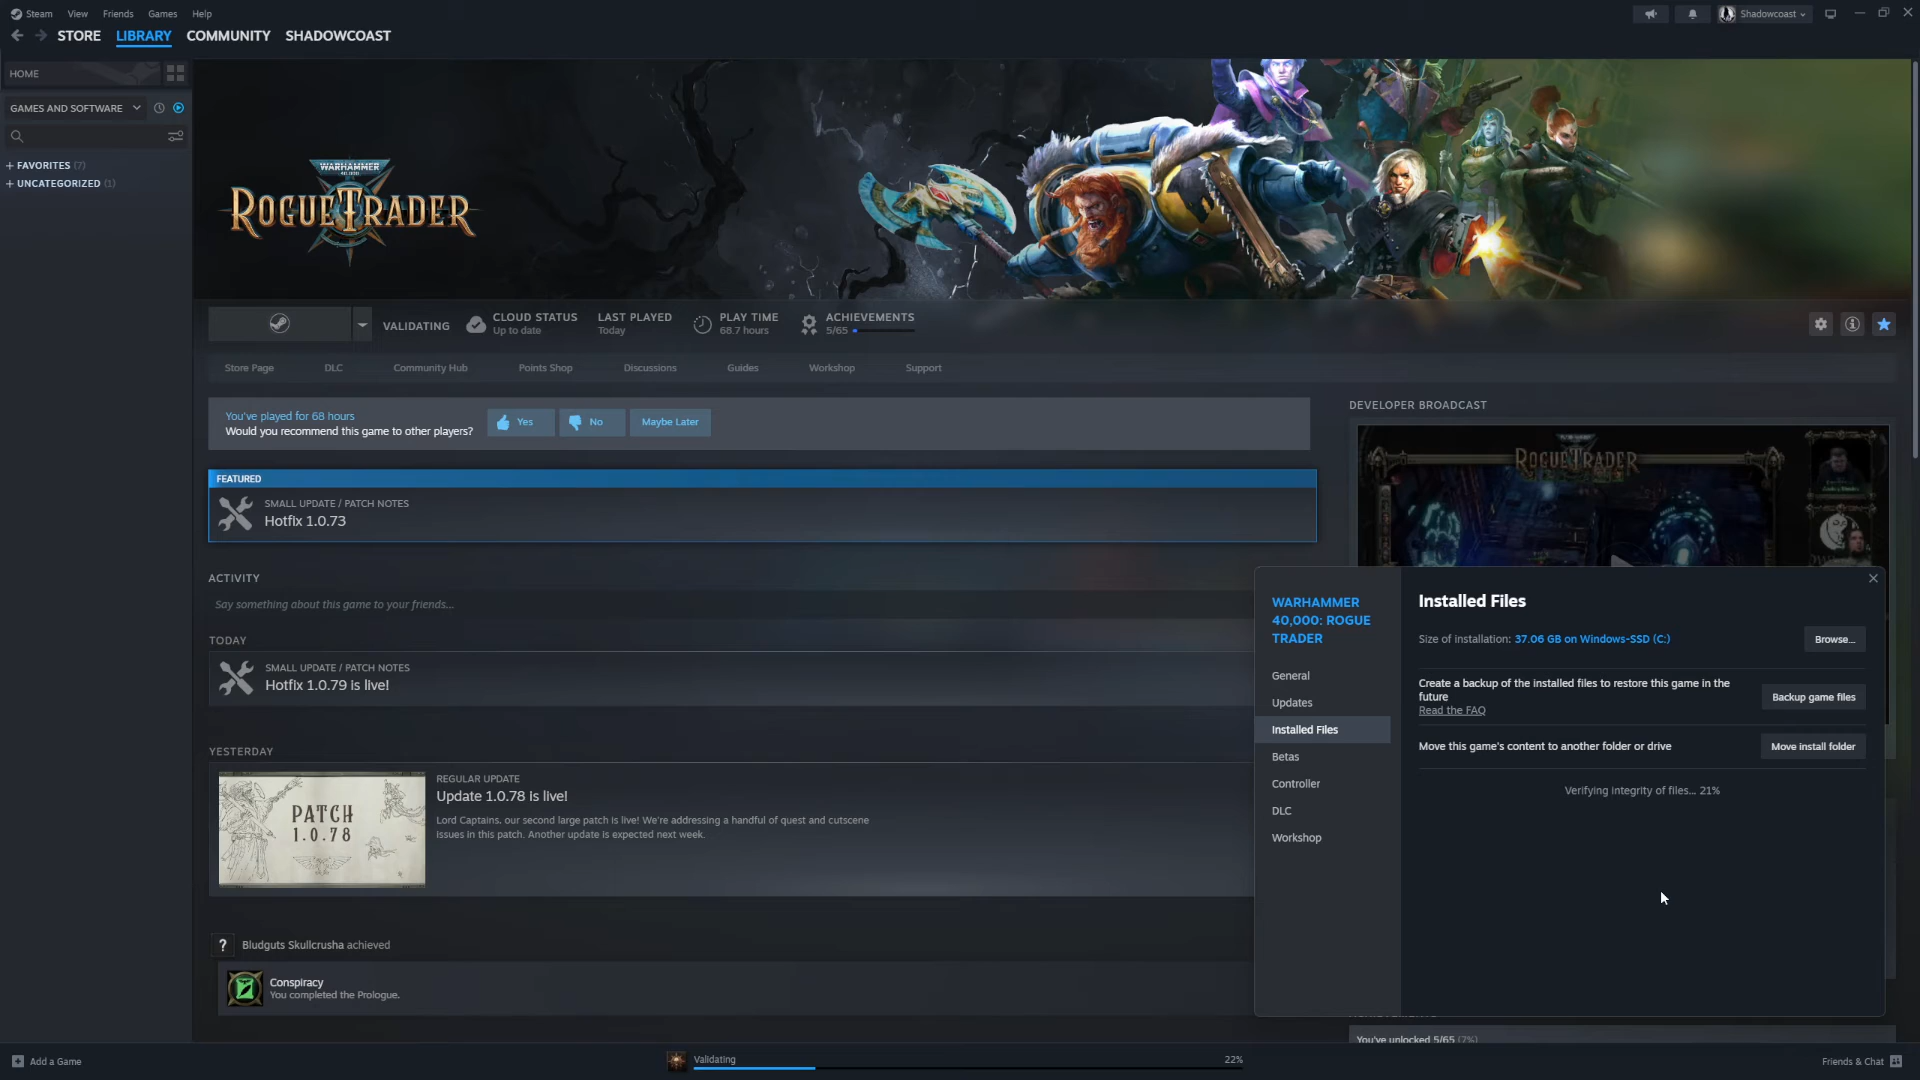 Steam View Friends Games Help
Shadowcoast
STORE LIBRARY COMMUNITY SHADOWCOAST
HOME
GAMES AND SOFTWARE
+ FAVORITES (7)
+ UNCATEGORIZED (1)
WARHAMMER
40,000
ROGUE TRADER
VALIDATING
CLOUD STATUS
Up to date
LAST PLAYED
Today
PLAY TIME
68.7 hours
ACHIEVEMENTS
5/65
Store Page DLC Community Hub Points Shop Discussions Guides Workshop Support
You've played for 68 hours
Would you recommend this game to other players?
Yes
No
Maybe Later
FEATURED
SMALL UPDATE / PATCH NOTES
Hotfix 1.0.73
ACTIVITY
Say something about this game to your friends...
TODAY
SMALL UPDATE / PATCH NOTES
Hotfix 1.0.79 is live!
YESTERDAY
PATCH
1.0.78
REGULAR UPDATE
Update 1.0.78 is live!
Lord Captains, our second large patch is live! We're addressing a handful of quest and cutscene
issues in this patch. Another update is expected next week.
? Bludguts Skullcrusha achieved
Conspiracy
You completed the Prologue.
DEVELOPER BROADCAST
ROGUE TRADER
WARHAMMER
40,000: ROGUE
TRADER
General
Updates
Installed Files
Betas
Controller
DLC
Workshop
Installed Files
Size of installation: 37.06 GB on Windows-SSD (C:)
Browse...
Create a backup of the installed files to restore this game in the
future
Read the FAQ
Backup game files
Move this game's content to another folder or drive
Move install folder
Verifying integrity of files... 21%
You've unlocked 5/65 (7%)
Add a Game
Validating
22%
Friends & Chat